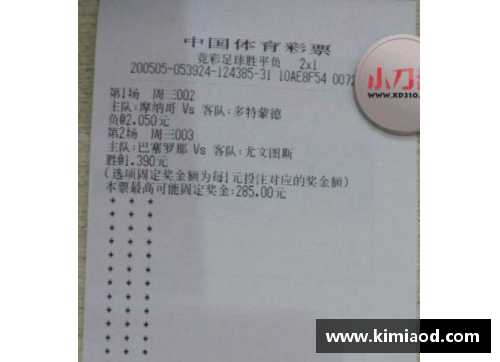 中国体育彩票
竞彩足球胜平负 2x1
200505-053924-124385-31 10AE8F54 0072
第1场 周三002
主队:摩纳哥 Vs 客队:多特蒙德
负@2.050元
第2场 周三003
主队:巴塞罗那 Vs 客队:尤文图斯
胜@1.390元
(选项固定奖金额为每1元投注对应的奖金额)
本票最高可能固定奖金:285.00元
小刀
WWW.XD310.
www.kimiaod.com